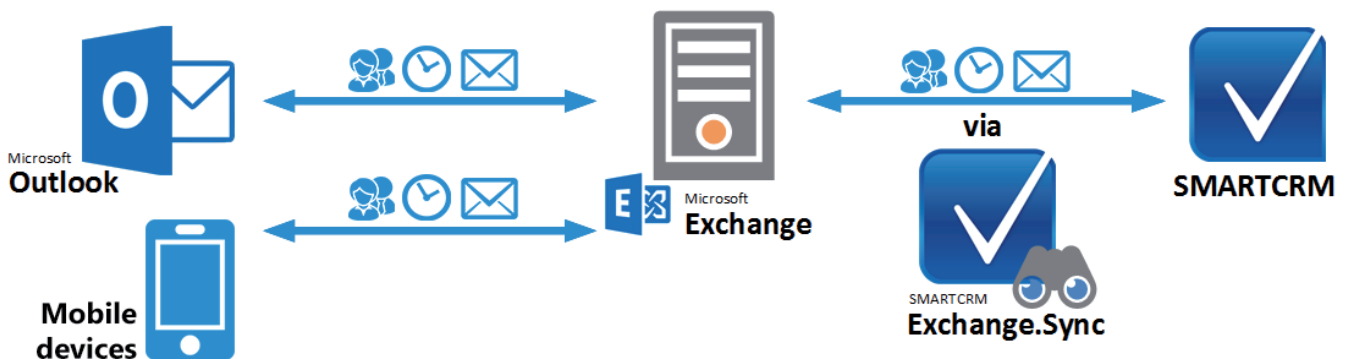 Microsoft
Outlook
Mobile
devices
Microsoft
Exchange
via
SMARTCRM
Exchange.Sync
SMARTCRM